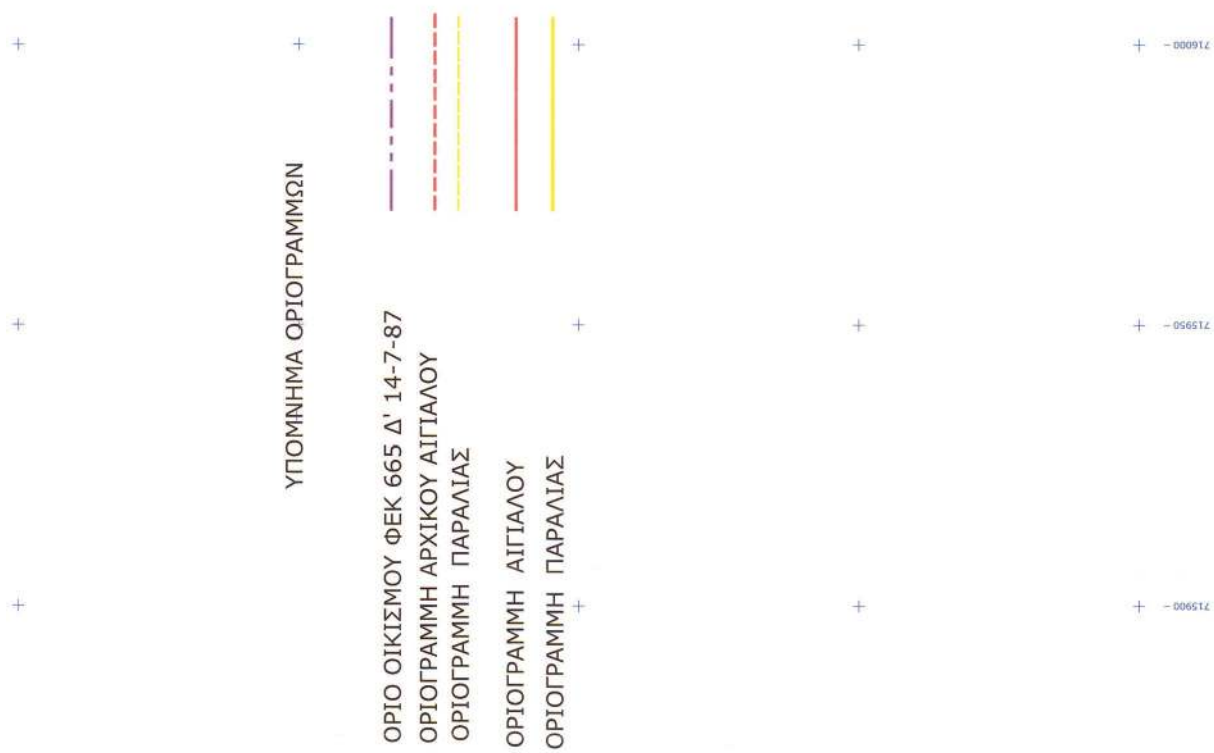 ΥΠΟΜΝΗΜΑ ΟΡΙΟΓΡΑΜΜΩΝ
ΟΡΙΟ ΟΙΚΙΣΜΟΥ ΦΕΚ 665 Δ' 14-7-87
ΟΡΙΟΓΡΑΜΜΗ ΑΡΧΙΚΟΥ ΑΙΓΙΑΛΟΥ
ΟΡΙΟΓΡΑΜΜΗ ΠΑΡΑΛΙΑΣ
ΟΡΙΟΓΡΑΜΜΗ ΑΙΓΙΑΛΟΥ
ΟΡΙΟΓΡΑΜΜΗ ΠΑΡΑΛΙΑΣ
716000
715950
715900